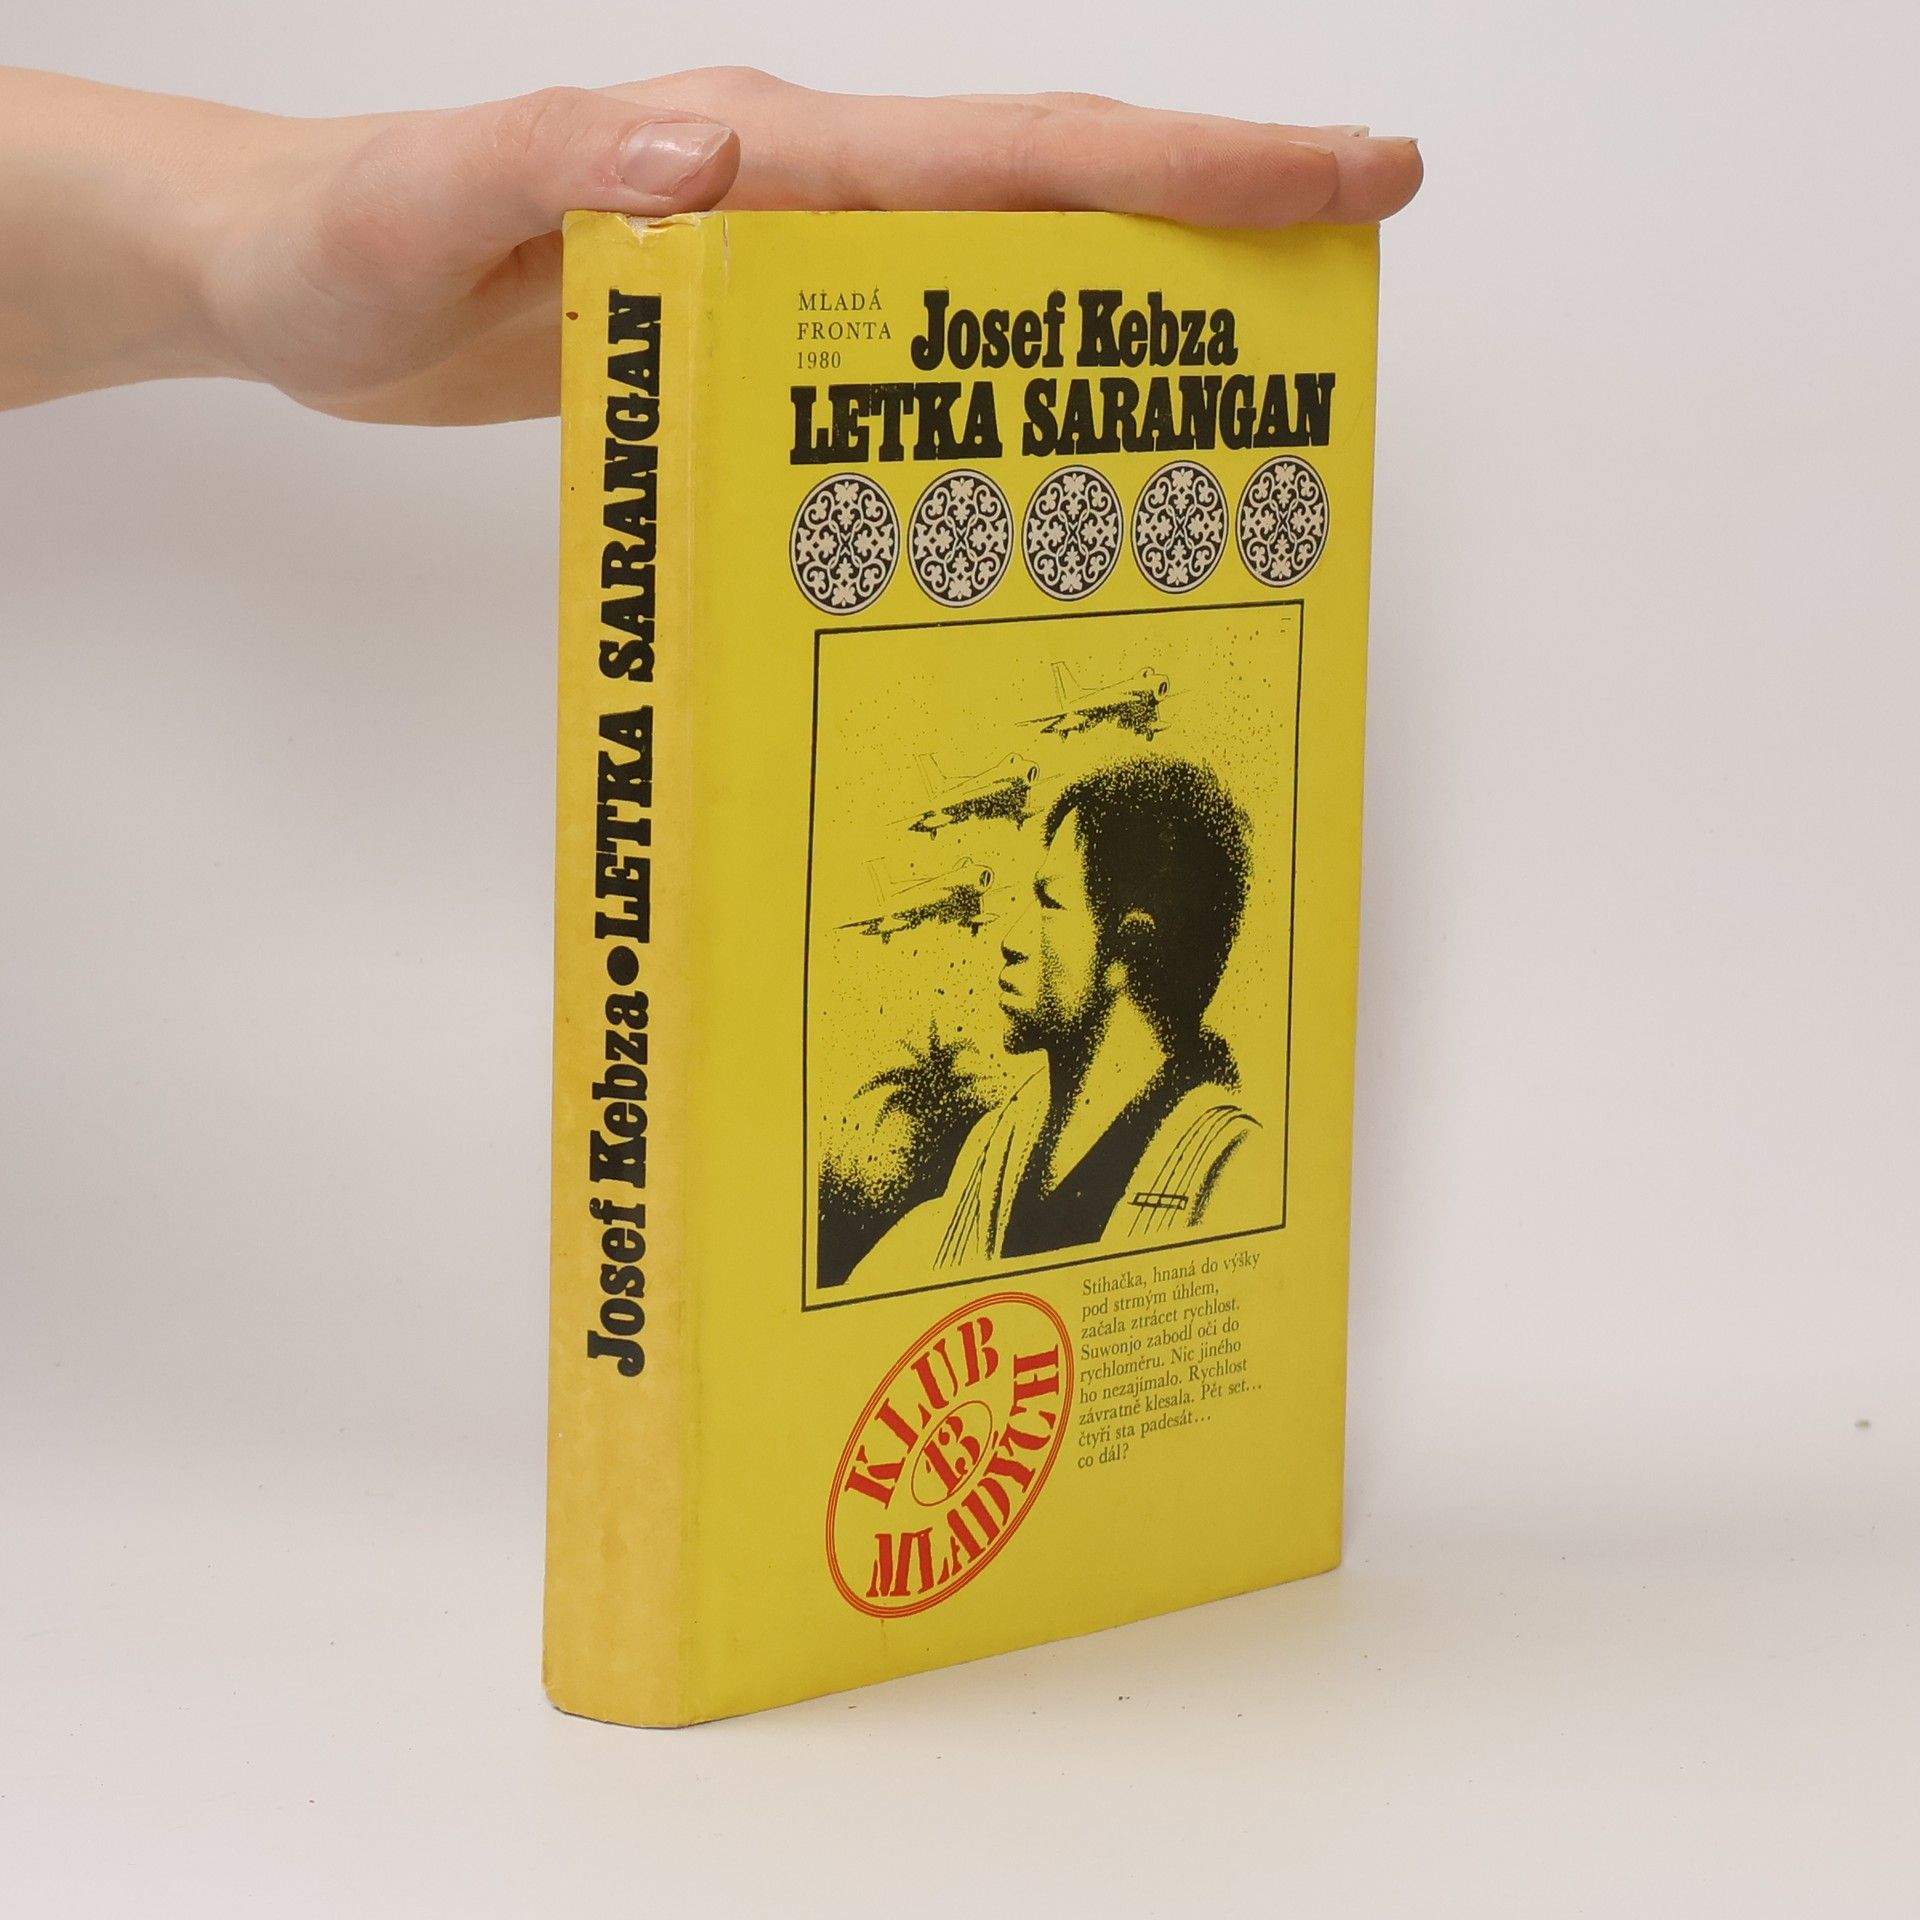 Josef Kebza • LETKA SARANGAN
MLADÁ
FRONTA
1980
Josef Kebza
LETKA SARANGAN
Stíhačka, hnaná do výšky
pod strmým úhlem,
začala ztrácet rychlost.
Suwonjo zabodl oči do
rychloměru. Nic jiného
ho nezajímalo. Rychlost
závratně klesala. Pět set...
čtyři sta padesát...
co dál?
KLUB
13
MLADÝCH